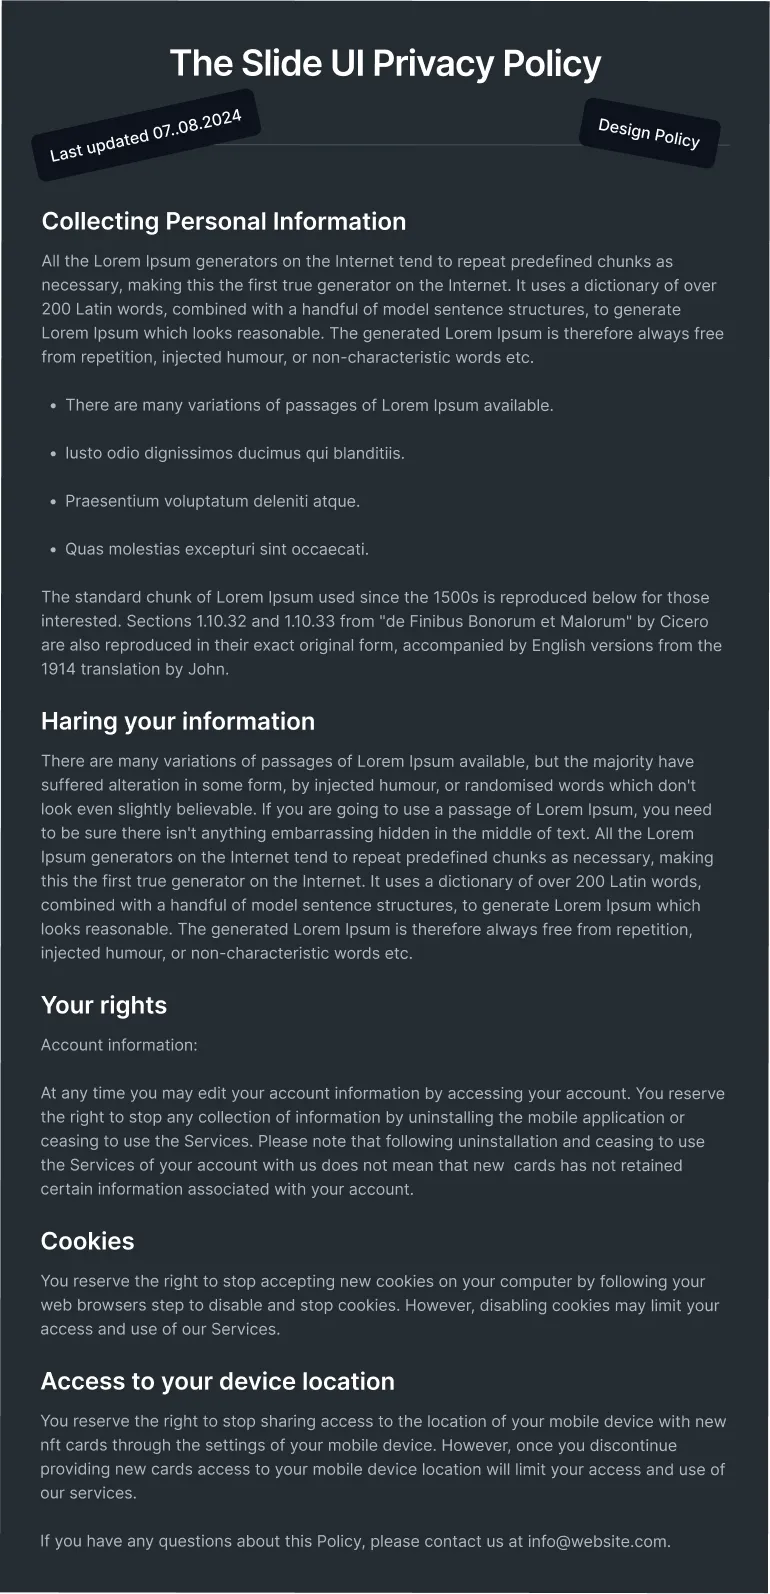 The Slide UI Privacy Policy
Last updated 07..08.2024
Design Policy
Collecting Personal Information
All the Lorem Ipsum generators on the Internet tend to repeat predefined chunks as
necessary, making this the first true generator on the Internet. It uses a dictionary of over
200 Latin words, combined with a handful of model sentence structures, to generate
Lorem Ipsum which looks reasonable. The generated Lorem Ipsum is therefore always free
from repetition, injected humour, or non-characteristic words etc.
• There are many variations of passages of Lorem Ipsum available.
• Iusto odio dignissimos ducimus qui blanditiis.
• Praesentium voluptatum deleniti atque.
• Quas molestias excepturi sint occaecati.
The standard chunk of Lorem Ipsum used since the 1500s is reproduced below for those
interested. Sections 1.10.32 and 1.10.33 from "de Finibus Bonorum et Malorum" by Cicero
are also reproduced in their exact original form, accompanied by English versions from the
1914 translation by John.
Haring your information
There are many variations of passages of Lorem Ipsum available, but the majority have
suffered alteration in some form, by injected humour, or randomised words which don't
look even slightly believable. If you are going to use a passage of Lorem Ipsum, you need
to be sure there isn't anything embarrassing hidden in the middle of text. All the Lorem
Ipsum generators on the Internet tend to repeat predefined chunks as necessary, making
this the first true generator on the Internet. It uses a dictionary of over 200 Latin words,
combined with a handful of model sentence structures, to generate Lorem Ipsum which
looks reasonable. The generated Lorem Ipsum is therefore always free from repetition,
injected humour, or non-characteristic words etc.
Your rights
Account information:
At any time you may edit your account information by accessing your account. You reserve
the right to stop any collection of information by uninstalling the mobile application or
ceasing to use the Services. Please note that following uninstallation and ceasing to use
the Services of your account with us does not mean that new  cards has not retained
certain information associated with your account.
Cookies
You reserve the right to stop accepting new cookies on your computer by following your
web browsers step to disable and stop cookies. However, disabling cookies may limit your
access and use of our Services.
Access to your device location
You reserve the right to stop sharing access to the location of your mobile device with new
nft cards through the settings of your mobile device. However, once you discontinue
providing new cards access to your mobile device location will limit your access and use of
our services.
If you have any questions about this Policy, please contact us at info@website.com.